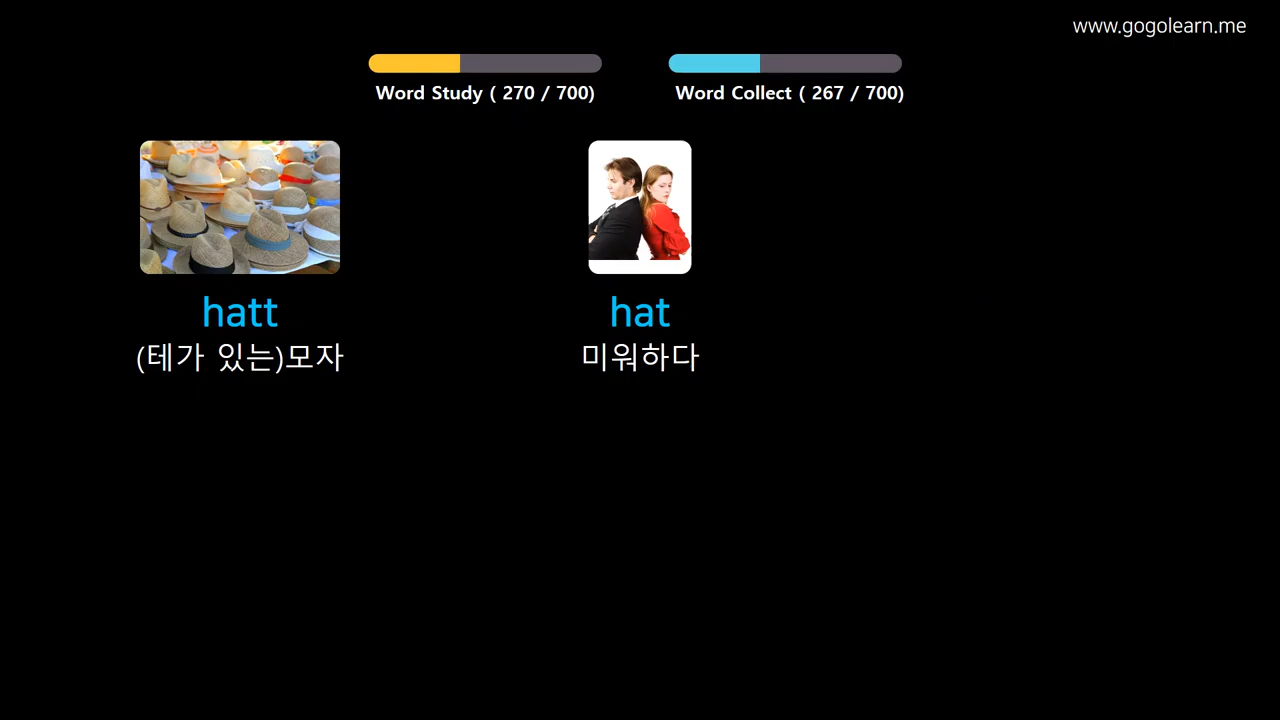 www.gogolearn.me
Word Study ( 270 / 700)
Word Collect ( 267 / 700)
hatt
(테가 있는)모자
hat
미워하다